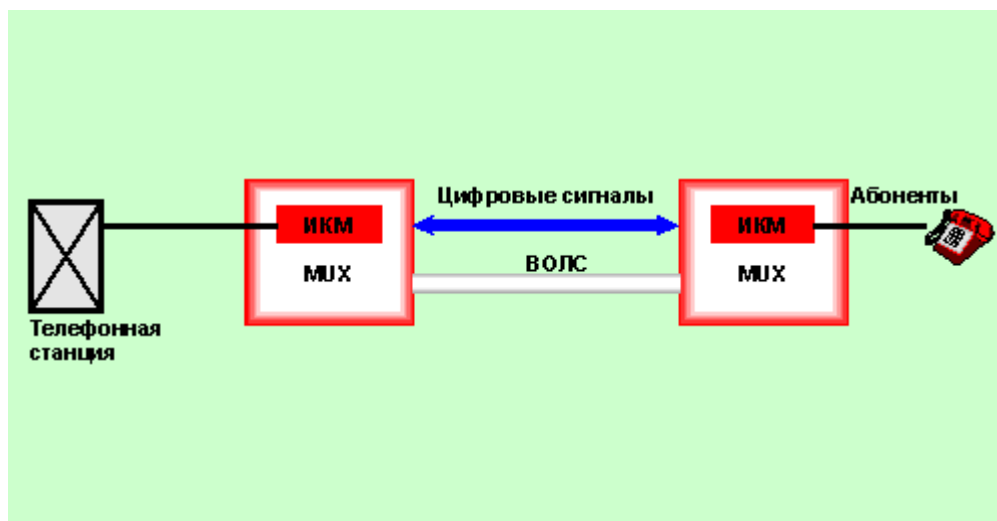 Цифровые сигналы
Абоненты
ИКМ
ИКМ
ВОЛС
MUX
MUX
Телефонная
станция